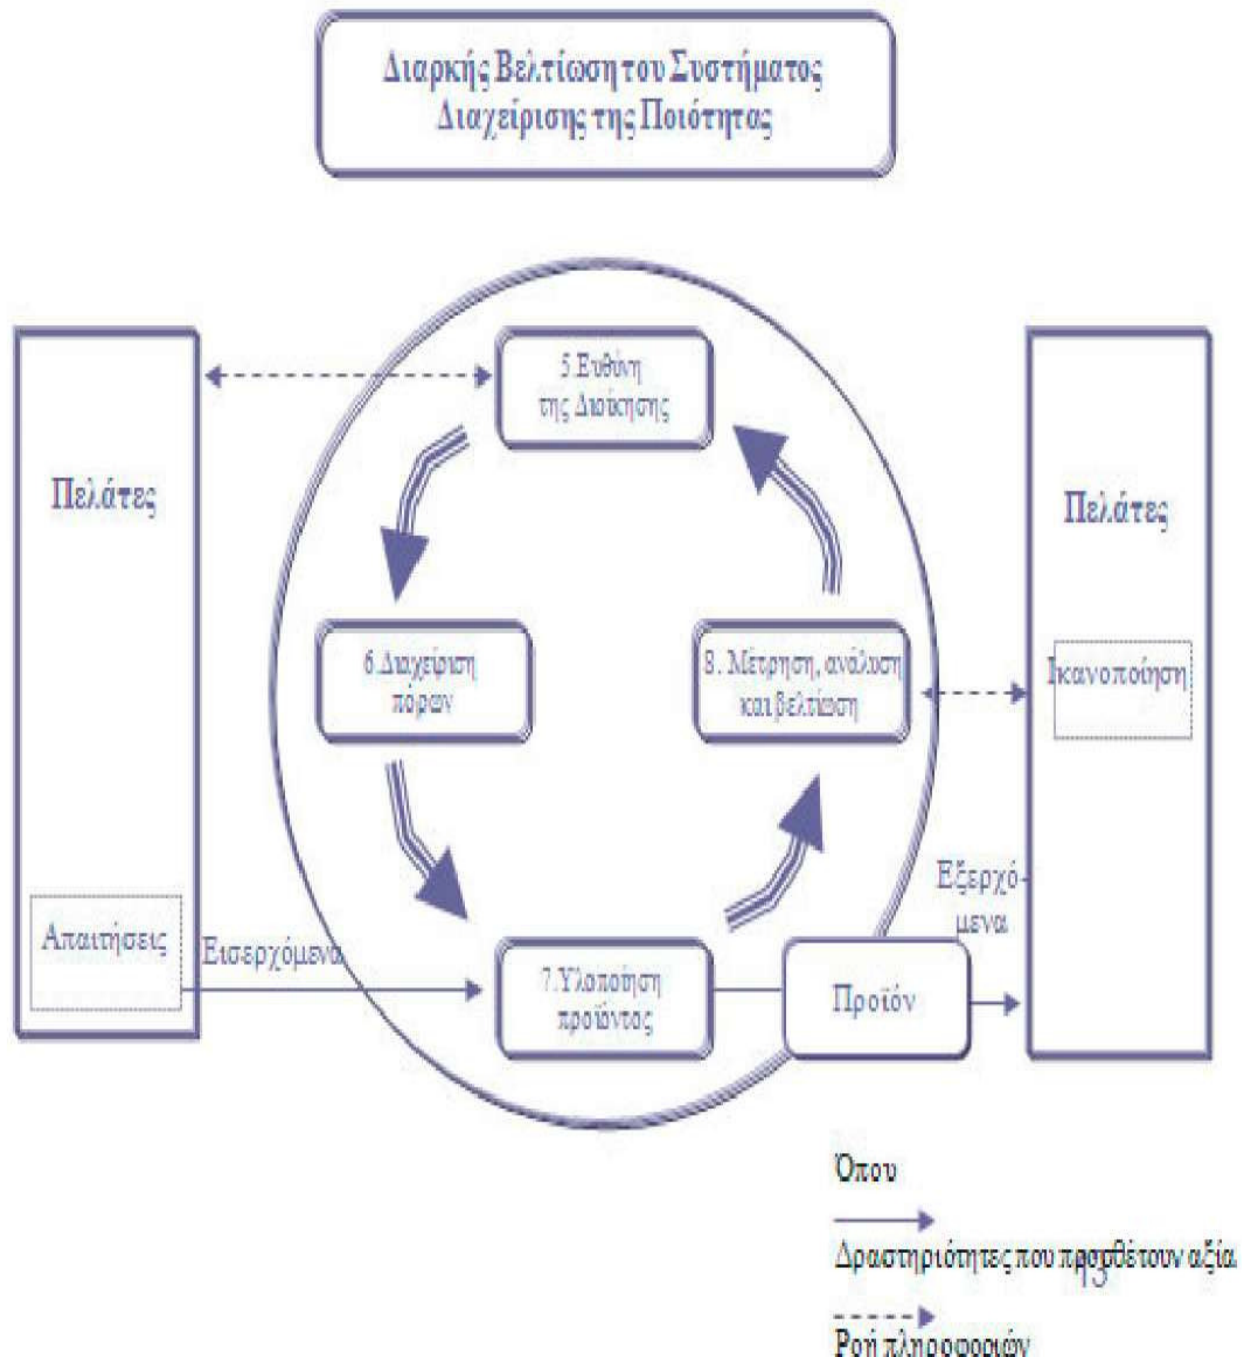 Διαρκής Βελτίωση του Συστήματος
Διαχείρισης της Ποιότητας
5.Ευθύνη
της Διοίκησης
Πελάτες
Πελάτες
6.Διαχείριση
πόρων
8. Μέτρηση, ανάλυση
και βελτίωση
Ικανοποίηση
Απαιτήσεις
Εισερχόμενα
7.Υλοποίηση
προϊόντος
Προϊόν
Εξερχό-
μενα
Όπου
Δραστηριότητες που προσθέτουν αξία
13
Ροή πληροφοριών